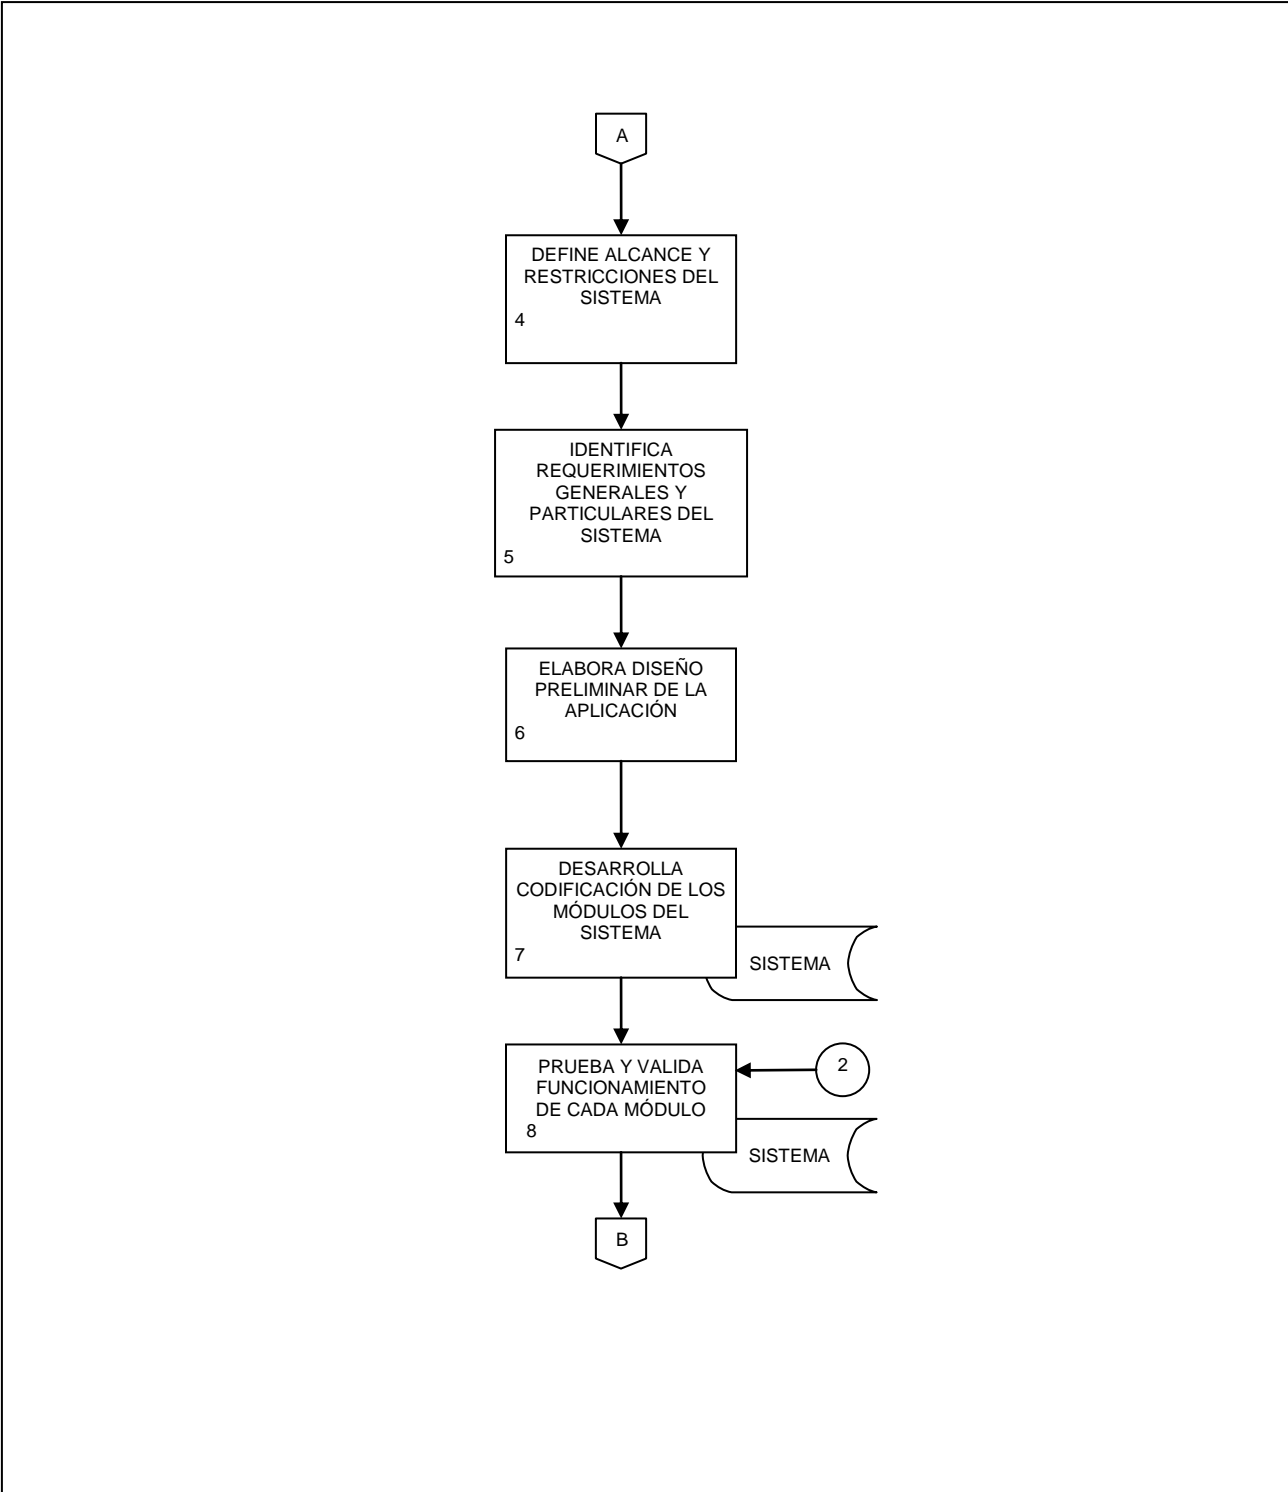 A
DEFINE ALCANCE Y
RESTRICCIONES DEL
SISTEMA
4
IDENTIFICA
REQUERIMIENTOS
GENERALES Y
PARTICULARES DEL
SISTEMA
5
ELABORA DISEÑO
PRELIMINAR DE LA
APLICACIÓN
6
DESARROLLA
CODIFICACIÓN DE LOS
MÓDULOS DEL
SISTEMA
7
SISTEMA
PRUEBA Y VALIDA
FUNCIONAMIENTO
DE CADA MÓDULO
8
2
SISTEMA
B